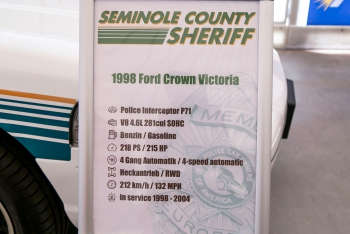 SEMINOLE COUNTY
SHERIFF
1998 Ford Crown Victoria
Police Interceptor P71
V8 4.6L 281cui SOHC
Benzin / Gasoline
218 PS / 215 HP
4 Gang Automatik / 4-speed automatic
Heckantrieb / RWD
212 km/h / 132 MPH
in service 1998 - 2004